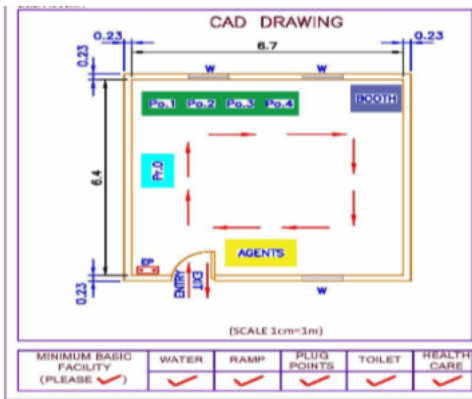 CAD DRAWING
0.23
6.7
0.23
0.23
W
W
Po.1 Po.2 Po.3 Po.4
BOOTH
6.4
Pr.O
AGENTS
EP
ENTRY
EXIT
0.23
W
(SCALE 1cm=1m)
MINIMUM BASIC FACILITY (PLEASE ✓)
WATER
RAMP
PLUG POINTS
TOILET
HEALTH CARE
✓ ✓ ✓ ✓ ✓